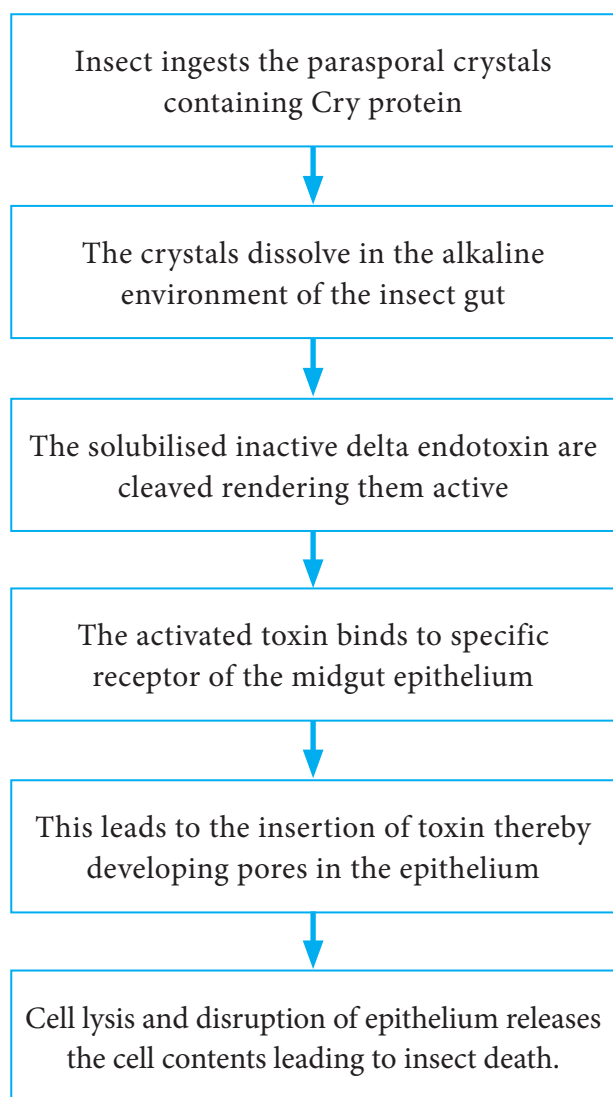 Insect ingests the parasporal crystals
containing Cry protein
The crystals dissolve in the alkaline
environment of the insect gut
The solubilised inactive delta endotoxin are
cleaved rendering them active
The activated toxin binds to specific
receptor of the midgut epithelium
This leads to the insertion of toxin thereby
developing pores in the epithelium
Cell lysis and disruption of epithelium releases
the cell contents leading to insect death.